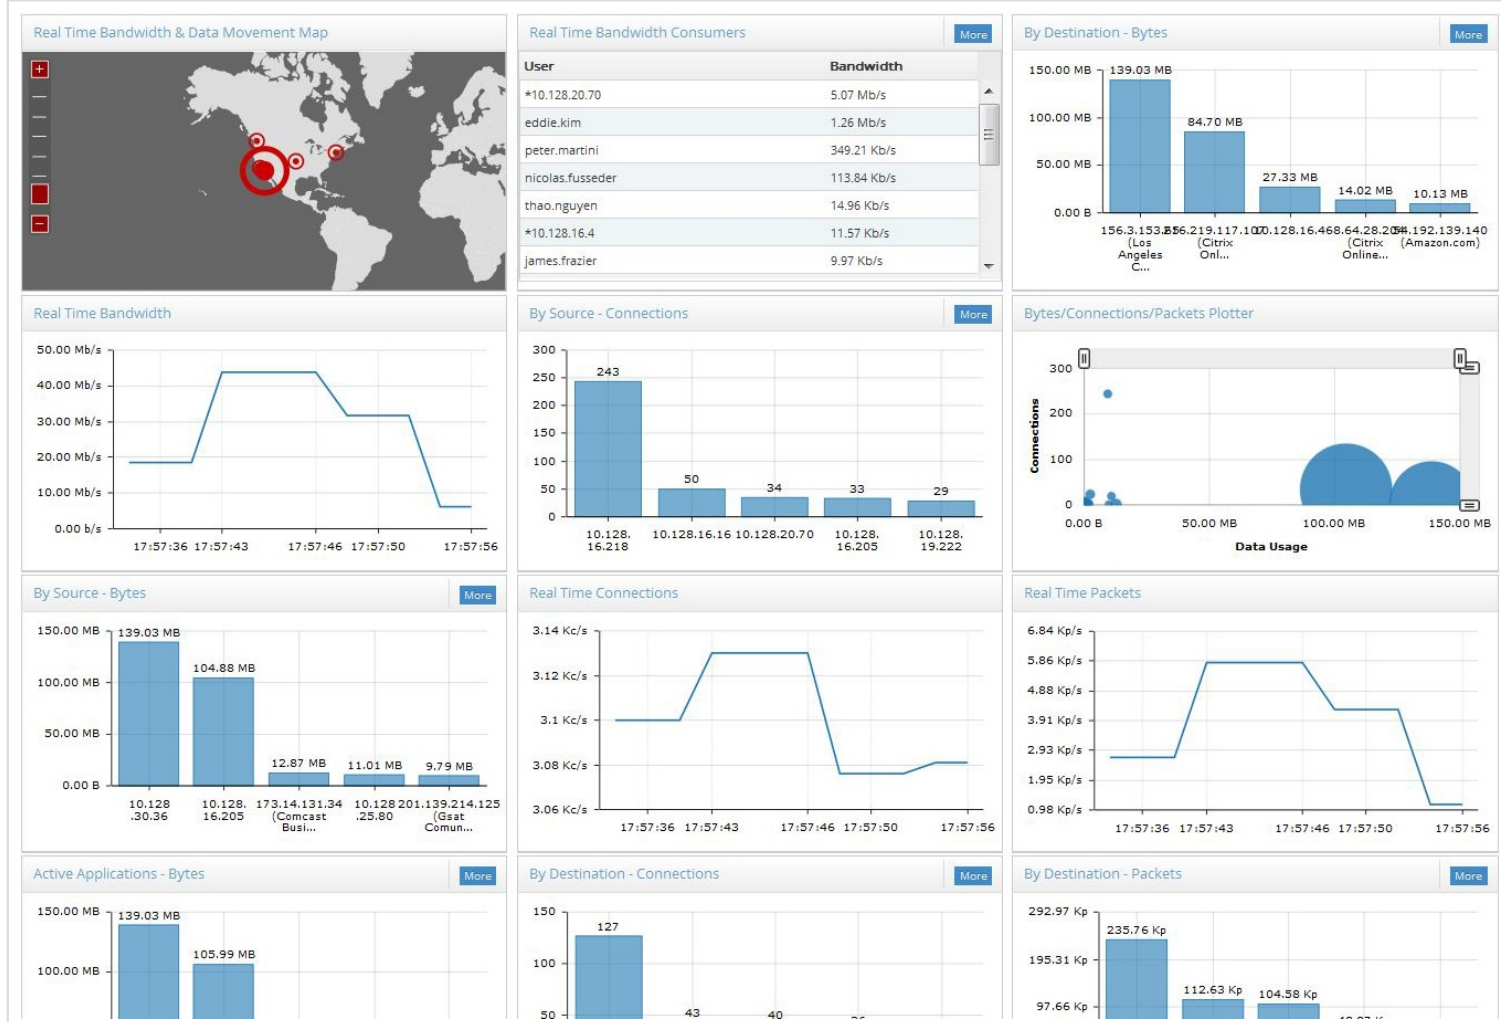 Real Time Bandwidth & Data Movement Map
Real Time Bandwidth Consumers
More
User Bandwidth
*10.128.20.70 5.07 Mb/s
eddie.kim 1.26 Mb/s
peter.martini 349.21 Kb/s
nicolas.fusseder 113.84 Kb/s
thao.nguyen 14.96 Kb/s
*10.128.16.4 11.57 Kb/s
james.frazier 9.97 Kb/s
By Destination - Bytes
More
150.00 MB
100.00 MB
50.00 MB
0.00 B
139.03 MB
84.70 MB
27.33 MB
14.02 MB
10.13 MB
(Los
Angeles
C...
(Citrix
Onl...
10.128.16.4
(Citrix
Online...
(Amazon.com)
Real Time Bandwidth
50.00 Mb/s
40.00 Mb/s
30.00 Mb/s
20.00 Mb/s
10.00 Mb/s
0.00 b/s
17:57:36 17:57:43 17:57:46 17:57:50 17:57:56
By Source - Connections
More
300
250
200
150
100
50
0
243
50
34
33
29
10.128.
16.218
10.128.16.16
10.128.20.70
10.128.
16.205
10.128.
19.222
Bytes/Connections/Packets Plotter
Connections
300
200
100
0
0.00 B 50.00 MB 100.00 MB 150.00 MB
Data Usage
By Source - Bytes
More
150.00 MB
100.00 MB
50.00 MB
0.00 B
139.03 MB
104.88 MB
12.87 MB
11.01 MB
9.79 MB
10.128
.30.36
10.128.
16.205
173.14.131.34
(Comcast
Busi...
10.128
.25.80
201.139.214.125
(Gsat
Comun...
Real Time Connections
3.14 Kc/s
3.12 Kc/s
3.1 Kc/s
3.08 Kc/s
3.06 Kc/s
17:57:36 17:57:43 17:57:46 17:57:50 17:57:56
Real Time Packets
6.84 Kp/s
5.86 Kp/s
4.88 Kp/s
3.91 Kp/s
2.93 Kp/s
1.95 Kp/s
0.98 Kp/s
17:57:36 17:57:43 17:57:46 17:57:50 17:57:56
Active Applications - Bytes
More
150.00 MB
100.00 MB
139.03 MB
105.99 MB
By Destination - Connections
More
150
100
50
127
43
40
By Destination - Packets
More
292.97 Kp
195.31 Kp
97.66 Kp
235.76 Kp
112.63 Kp
104.58 Kp